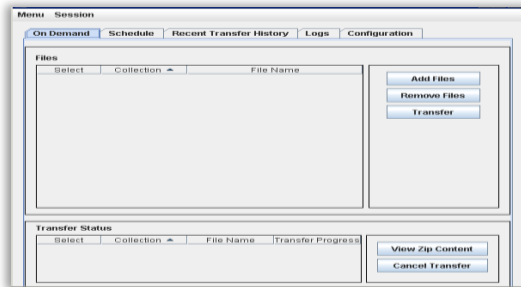 Menu Session
On Demand Schedule Recent Transfer History Logs Configuration
Files
Select Collection File Name
Add Files
Remove Files
Transfer
Transfer Status
Select Collection File Name Transfer Progress
View Zip Content
Cancel Transfer